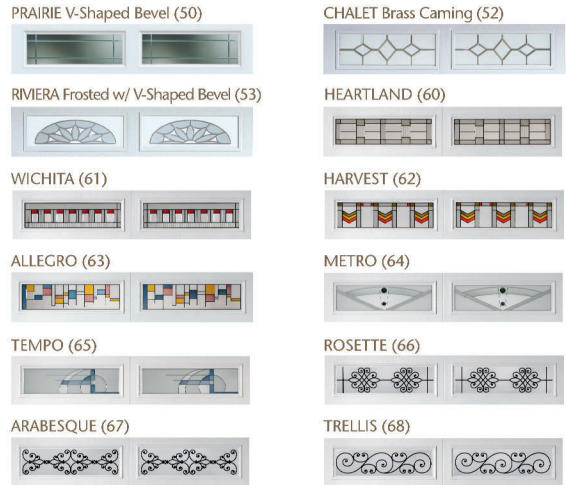 PRAIRIE V-Shaped Bevel (50)
CHALET Brass Caming (52)
RIVIERA Frosted w/ V-Shaped Bevel (53)
HEARTLAND (60)
WICHITA (61)
HARVEST (62)
ALLEGRO (63)
METRO (64)
TEMPO (65)
ROSETTE (66)
ARABESQUE (67)
TRELLIS (68)